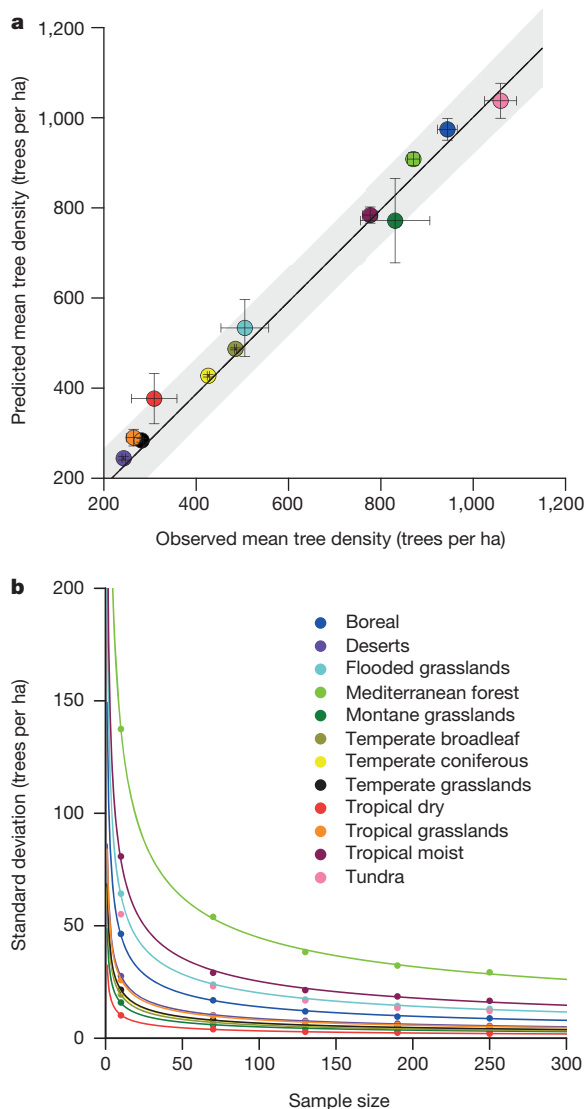 a
1,200
1,000
800
600
400
200
Predicted mean tree density (trees per ha)
200
400
600
800
1,000
1,200
Observed mean tree density (trees per ha)
b
200
150
100
50
0
Standard deviation (trees per ha)
Boreal
Deserts
Flooded grasslands
Mediterranean forest
Montane grasslands
Temperate broadleaf
Temperate coniferous
Temperate grasslands
Tropical dry
Tropical grasslands
Tropical moist
Tundra
0
50
100
150
200
250
300
Sample size